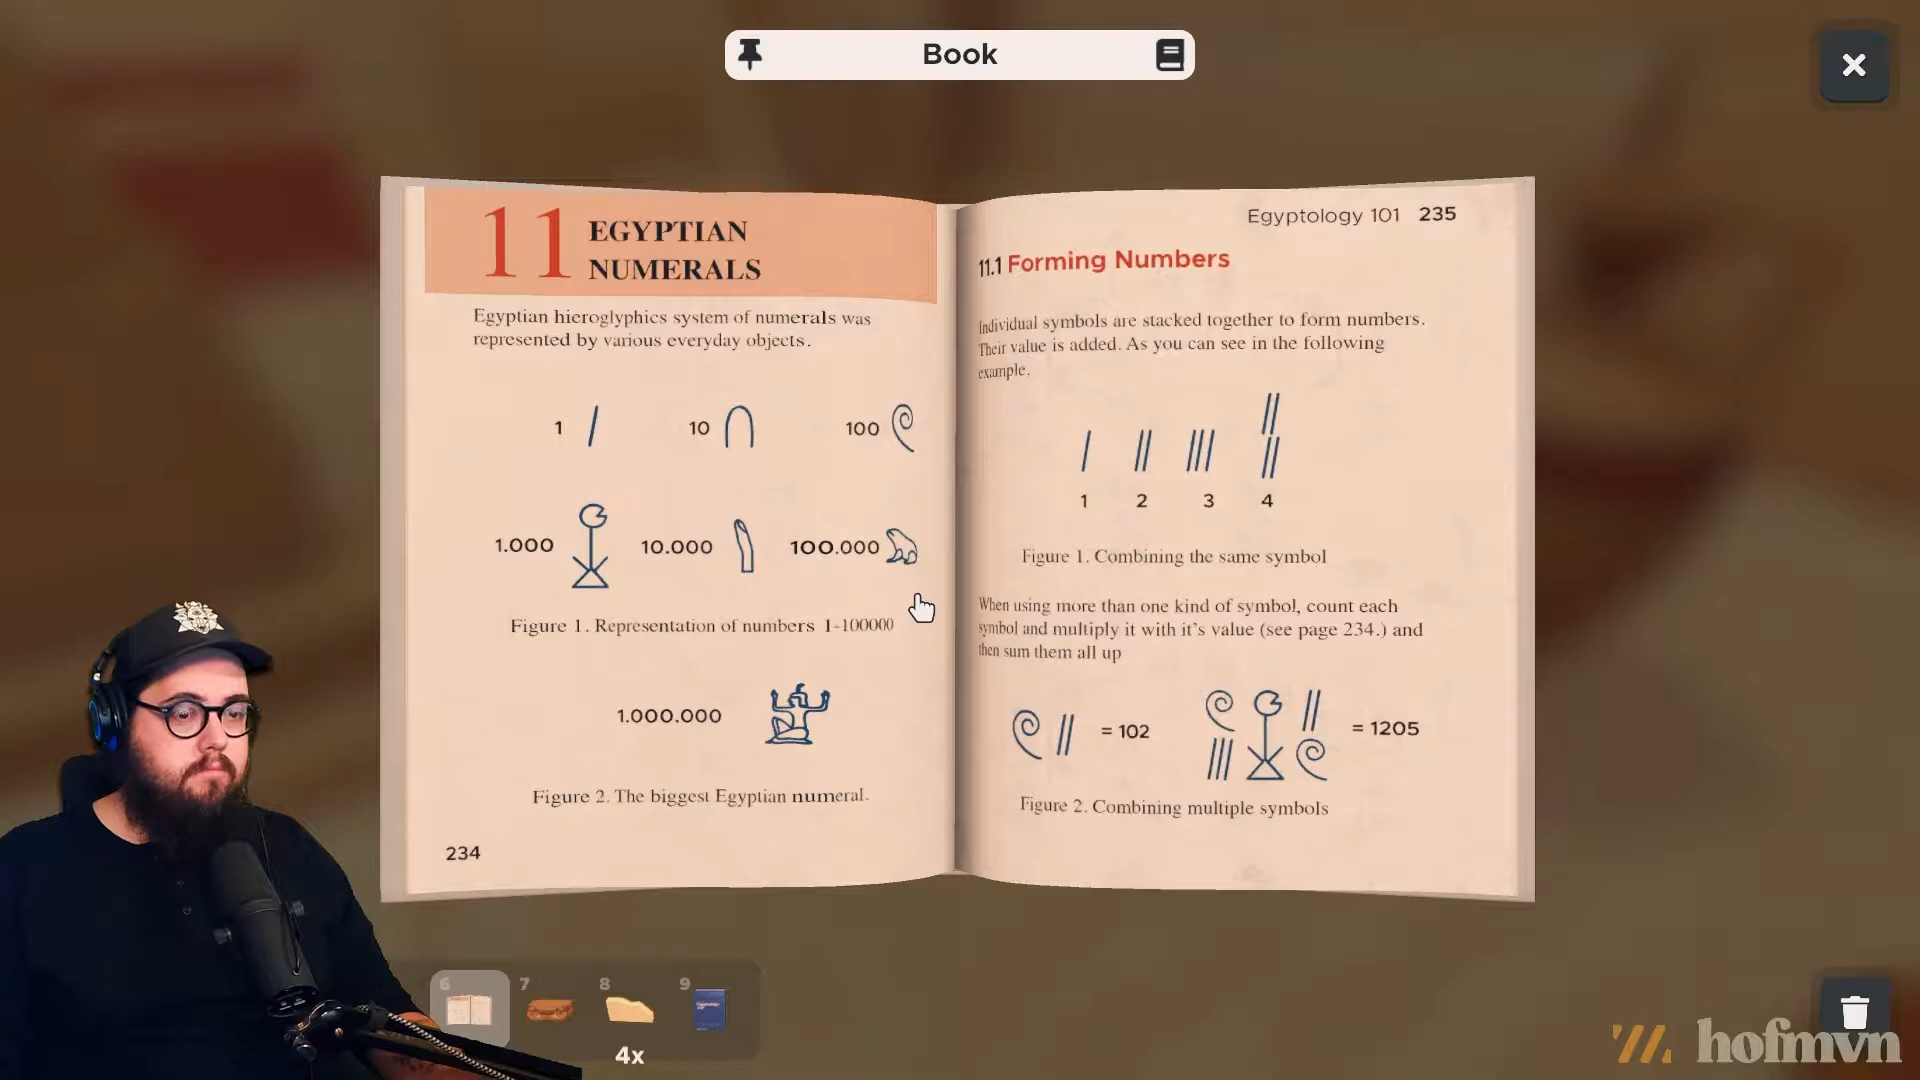 Book
11 EGYPTIAN
NUMERALS
Egyptian hieroglyphics system of numerals was
represented by various everyday objects.
1 10 100
1.000 10.000 100.000
Figure 1. Representation of numbers 1-100000
1.000.000
Figure 2. The biggest Egyptian numeral.
234
Egyptology 101 235
11.1 Forming Numbers
Individual symbols are stacked together to form numbers.
Their value is added. As you can see in the following
example.
1 2 3 4
Figure 1. Combining the same symbol
When using more than one kind of symbol, count each
symbol and multiply it with it's value (see page 234.) and
then sum them all up
= 102 = 1205
Figure 2. Combining multiple symbols
6 7 8 9
4x
hofmvn